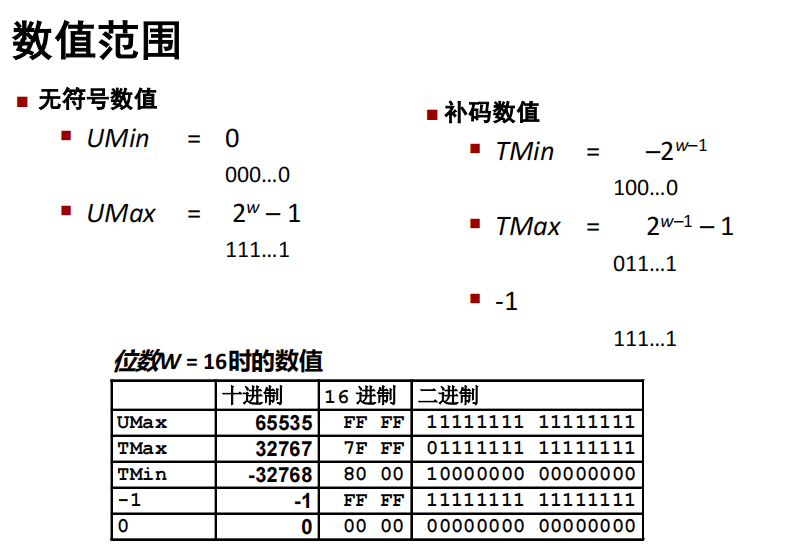 数值范围
■ 无符号数值
■ UMin = 0
000…0
■ UMax = 2^w – 1
111…1
■ 补码数值
■ TMin = –2^w–1
100…0
■ TMax = 2^w–1 – 1
011…1
■ -1
111…1
位数W = 16时的数值
十进制 16 进制 二进制
UMax 65535 FF FF 11111111 11111111
TMax 32767 7F FF 01111111 11111111
TMin -32768 80 00 10000000 00000000
-1 -1 FF FF 11111111 11111111
0 0 00 00 00000000 00000000